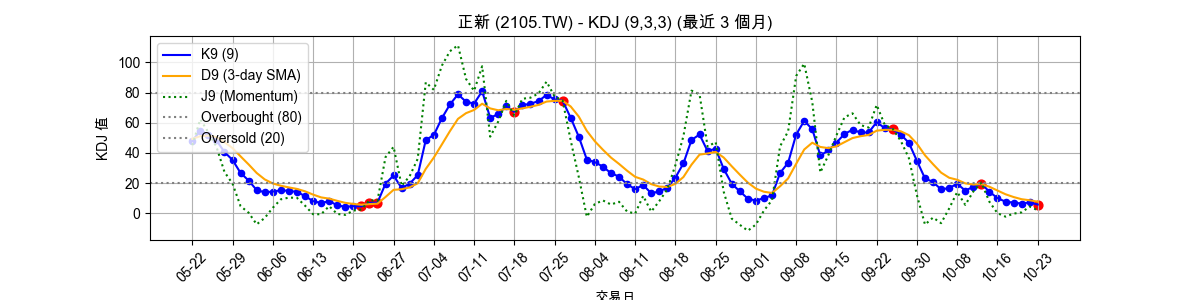 正新 (2105.TW) - KDJ (9,3,3) (最近 3 個月)
K9 (9)
D9 (3-day SMA)
J9 (Momentum)
Overbought (80)
Oversold (20)
KDJ 值
100
80
60
40
20
0
05-22 05-29 06-06 06-13 06-20 06-27 07-04 07-11 07-18 07-25 08-04 08-11 08-18 08-25 09-01 09-08 09-15 09-22 09-30 10-08 10-16 10-23
交易日